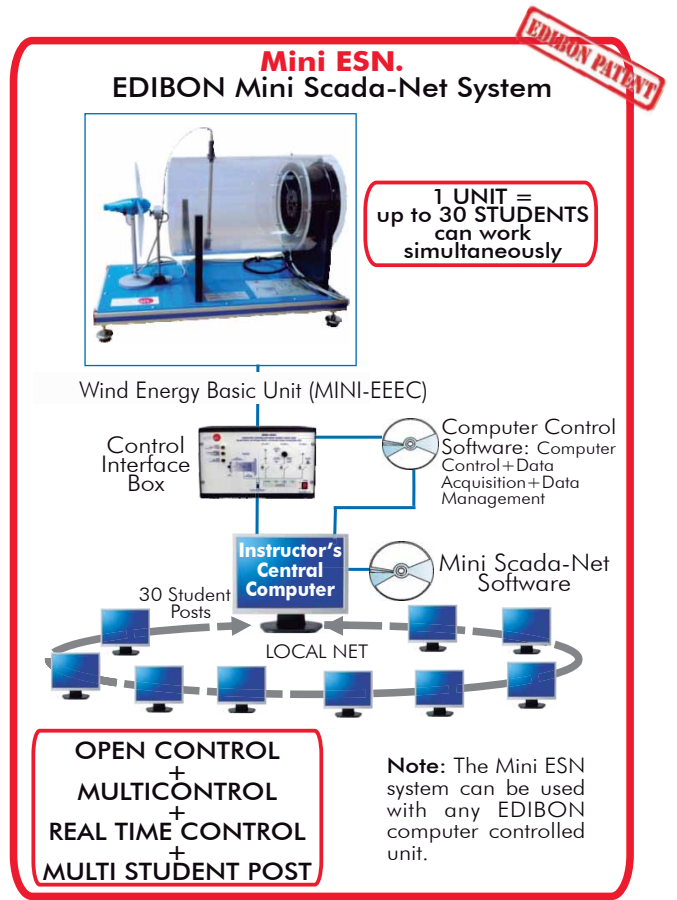 EDIBON PATENT
Mini ESN.
EDIBON Mini Scada-Net System
1 UNIT =
up to 30 STUDENTS
can work
simultaneously
Wind Energy Basic Unit (MINI-EEEC)
Control
Interface
Box
Computer Control
Software: Computer
Control+Data
Acquisition+Data
Management
Instructor's
Central
Computer
Mini Scada-Net
Software
30 Student
Posts
LOCAL NET
OPEN CONTROL
+
MULTICONTROL
+
REAL TIME CONTROL
+
MULTI STUDENT POST
Note: The Mini ESN
system can be used
with any EDIBON
computer controlled
unit.